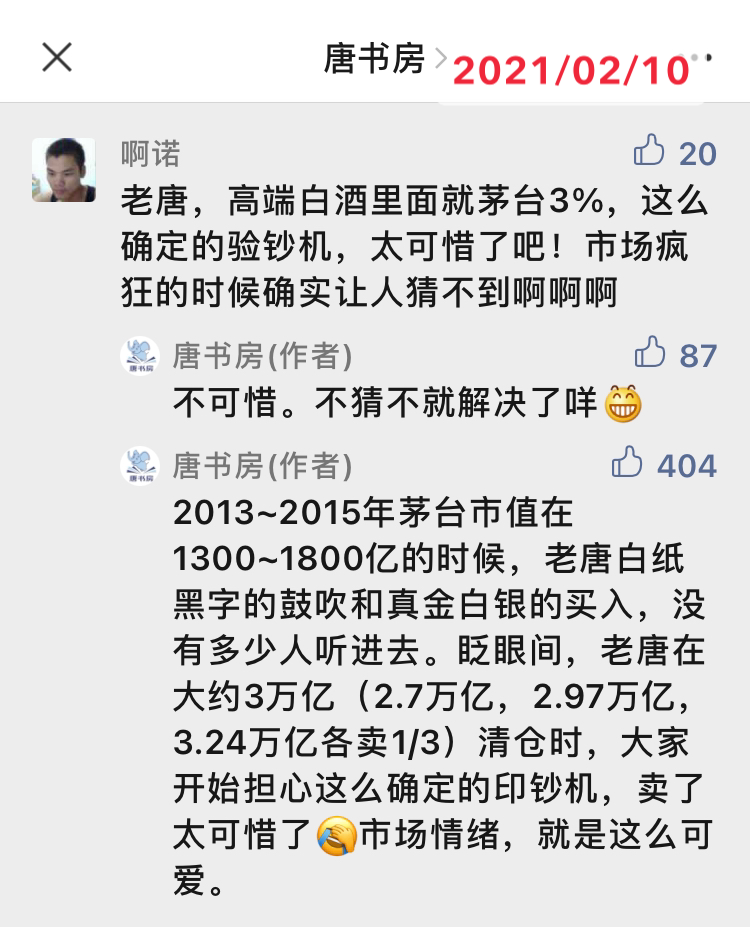 唐书房
2021/02/10
啊诺
20
老唐，高端白酒里面就茅台3%，这么
确定的验钞机，太可惜了吧！市场疯
狂的时候确实让人猜不到啊啊啊
唐书房(作者)
87
不可惜。不猜不就解决了咩😁
唐书房
唐书房(作者)
404
2013~2015年茅台市值在
1300~1800亿的时候，老唐白纸
黑字的鼓吹和真金白银的买入，没
有多少人听进去。眨眼间，老唐在
大约3万亿（2.7万亿，2.97万亿，
3.24万亿各卖1/3）清仓时，大家
开始担心这么确定的印钞机，卖了
太可惜了🤦市场情绪，就是这么可
爱。
唐书房